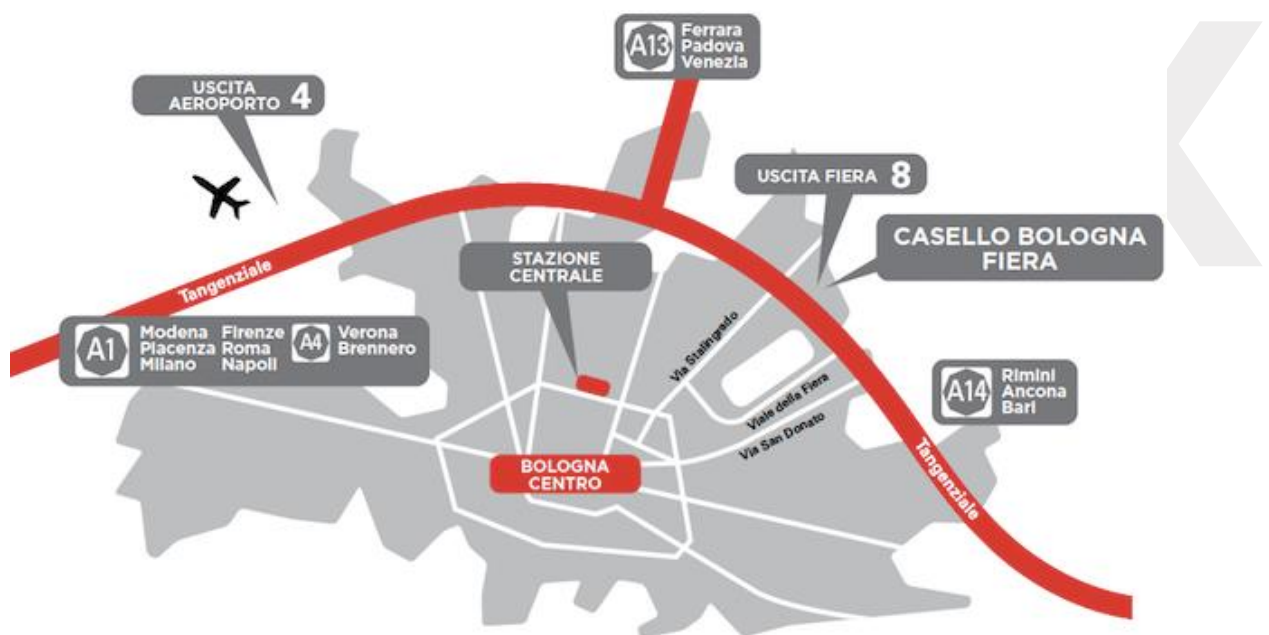 A13 Ferrara
Padova
Venezia
USCITA
AEROPORTO 4
USCITA FIERA 8
CASELLO BOLOGNA
FIERA
STAZIONE
CENTRALE
Tangenziale
A1 Modena Firenze A4 Verona
Piacenza Roma Brennero
Milano Napoli
Via Stalingrado
Viale della Fiera
Via San Donato
A14 Rimini
Ancona
Bari
BOLOGNA
CENTRO
Tangenziale